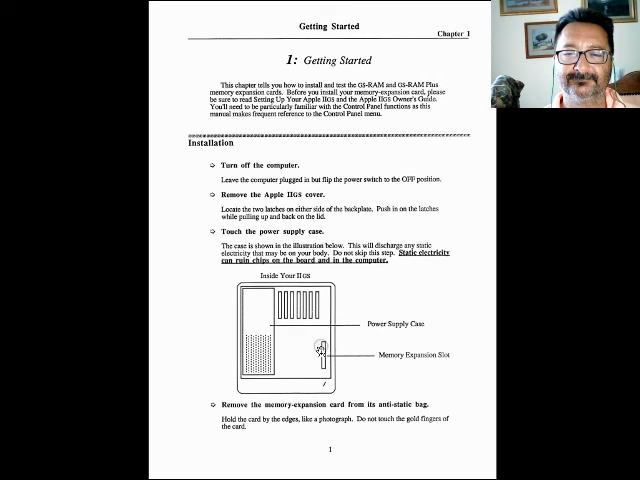 Getting Started
Chapter 1
1: Getting Started
This chapter tells you how to install and test the GS-RAM and GS-RAM Plus
memory expansion cards. Before you install your memory-expansion card, please
be sure to read Setting Up Your Apple IIGS and the Apple IIGS Owner's Guide.
You'll need to be particularly familiar with the Control Panel functions as this
manual makes frequent reference to the Control Panel menu.
Installation
⇨ Turn off the computer.
Leave the computer plugged in but flip the power switch to the OFF position.
⇨ Remove the Apple IIGS cover.
Locate the two latches on either side of the backplate. Push in on the latches
while pulling up and back on the lid.
⇨ Touch the power supply case.
The case is shown in the illustration below. This will discharge any static
electricity that may be on your body. Do not skip this step. Static electricity
can ruin chips on the board and in the computer.
Inside Your IIGS
Power Supply Case
Memory Expansion Slot
⇨ Remove the memory-expansion card from its anti-static bag.
Hold the card by the edges, like a photograph. Do not touch the gold fingers of
the card.
1